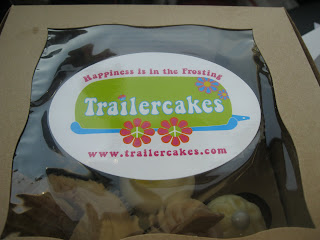 Happiness is in the Frosting
Trailercakes
www.trailercakes.com